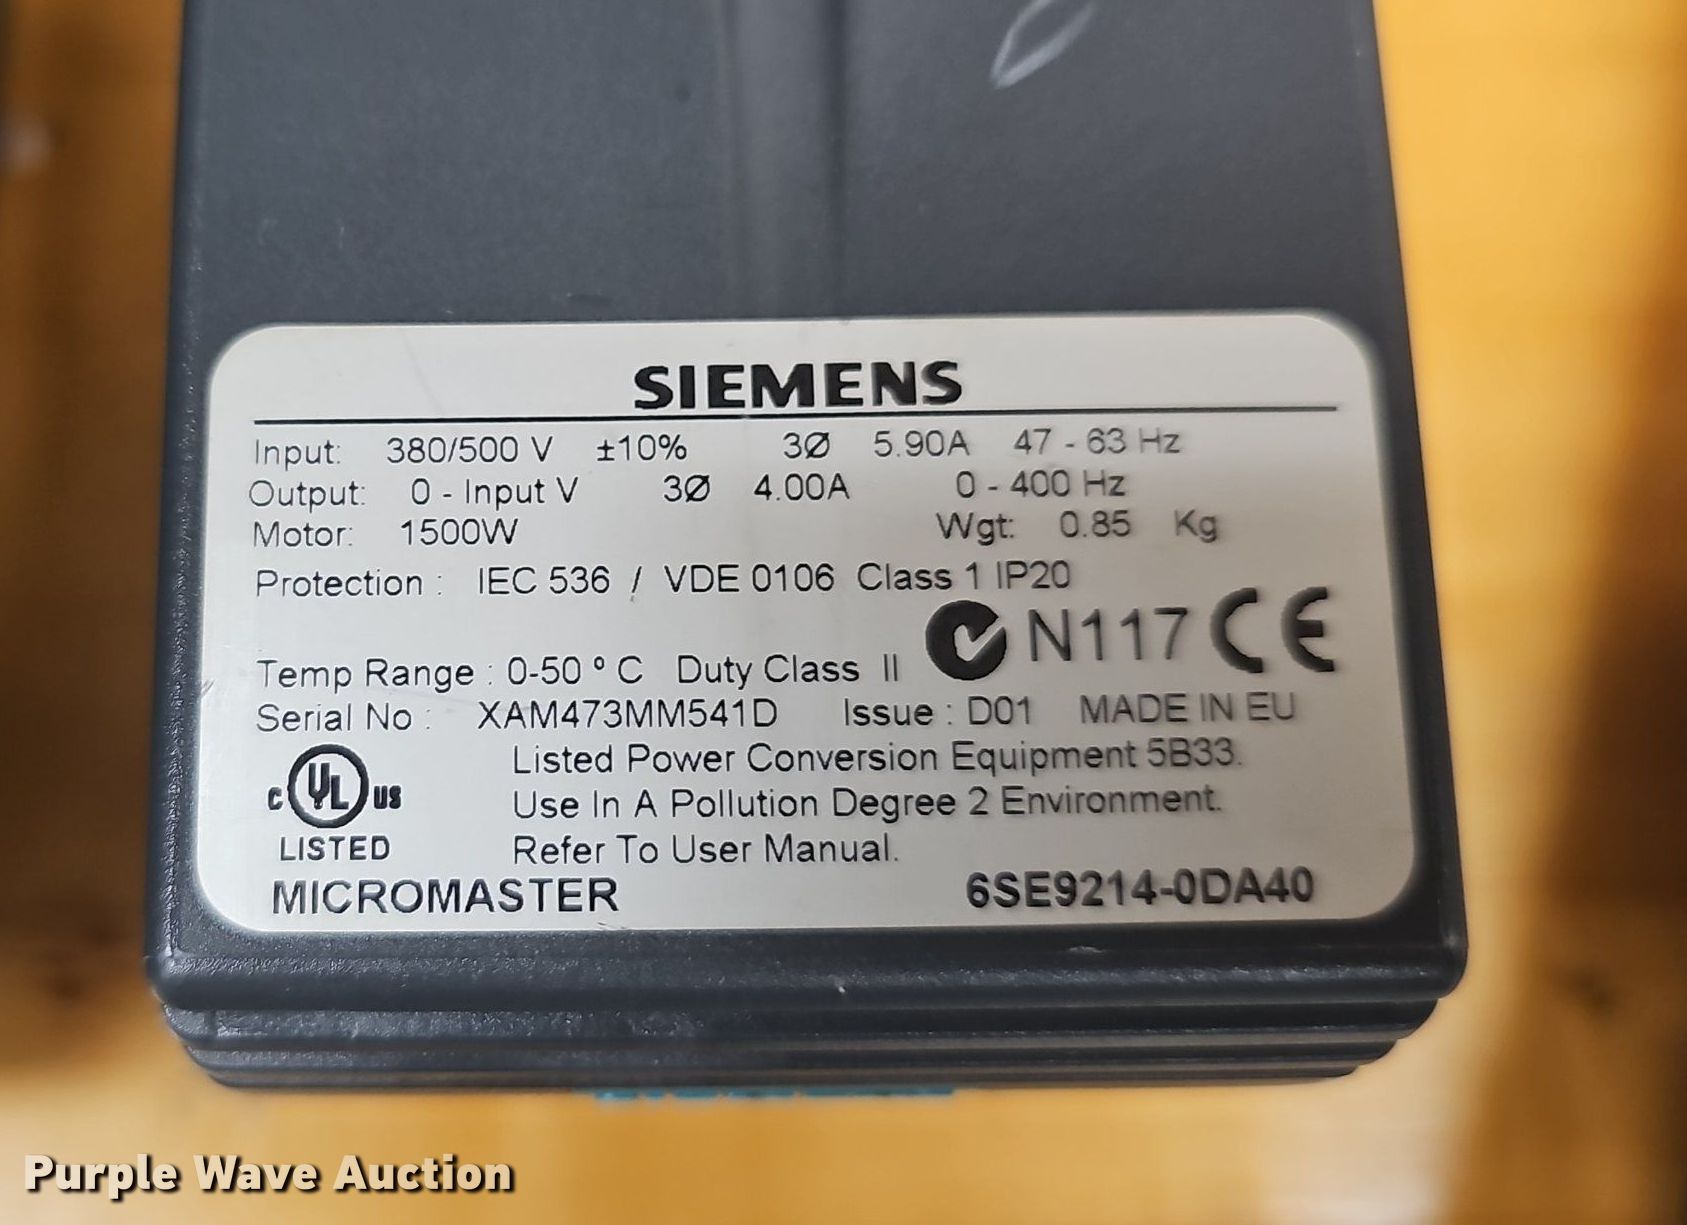 SIEMENS
Input: 380/500 V ±10% 3Ø 5.90A 47 - 63 Hz
Output: 0 - Input V 3Ø 4.00A 0 - 400 Hz
Motor: 1500W Wgt: 0.85 Kg
Protection : IEC 536 / VDE 0106 Class 1 IP20
N117 CE
Temp Range : 0-50 º C Duty Class II
Serial No : XAM473MM541D Issue : D01 MADE IN EU
Listed Power Conversion Equipment 5B33.
c UL us Use In A Pollution Degree 2 Environment.
LISTED Refer To User Manual.
MICROMASTER 6SE9214-0DA40
Purple Wave Auction